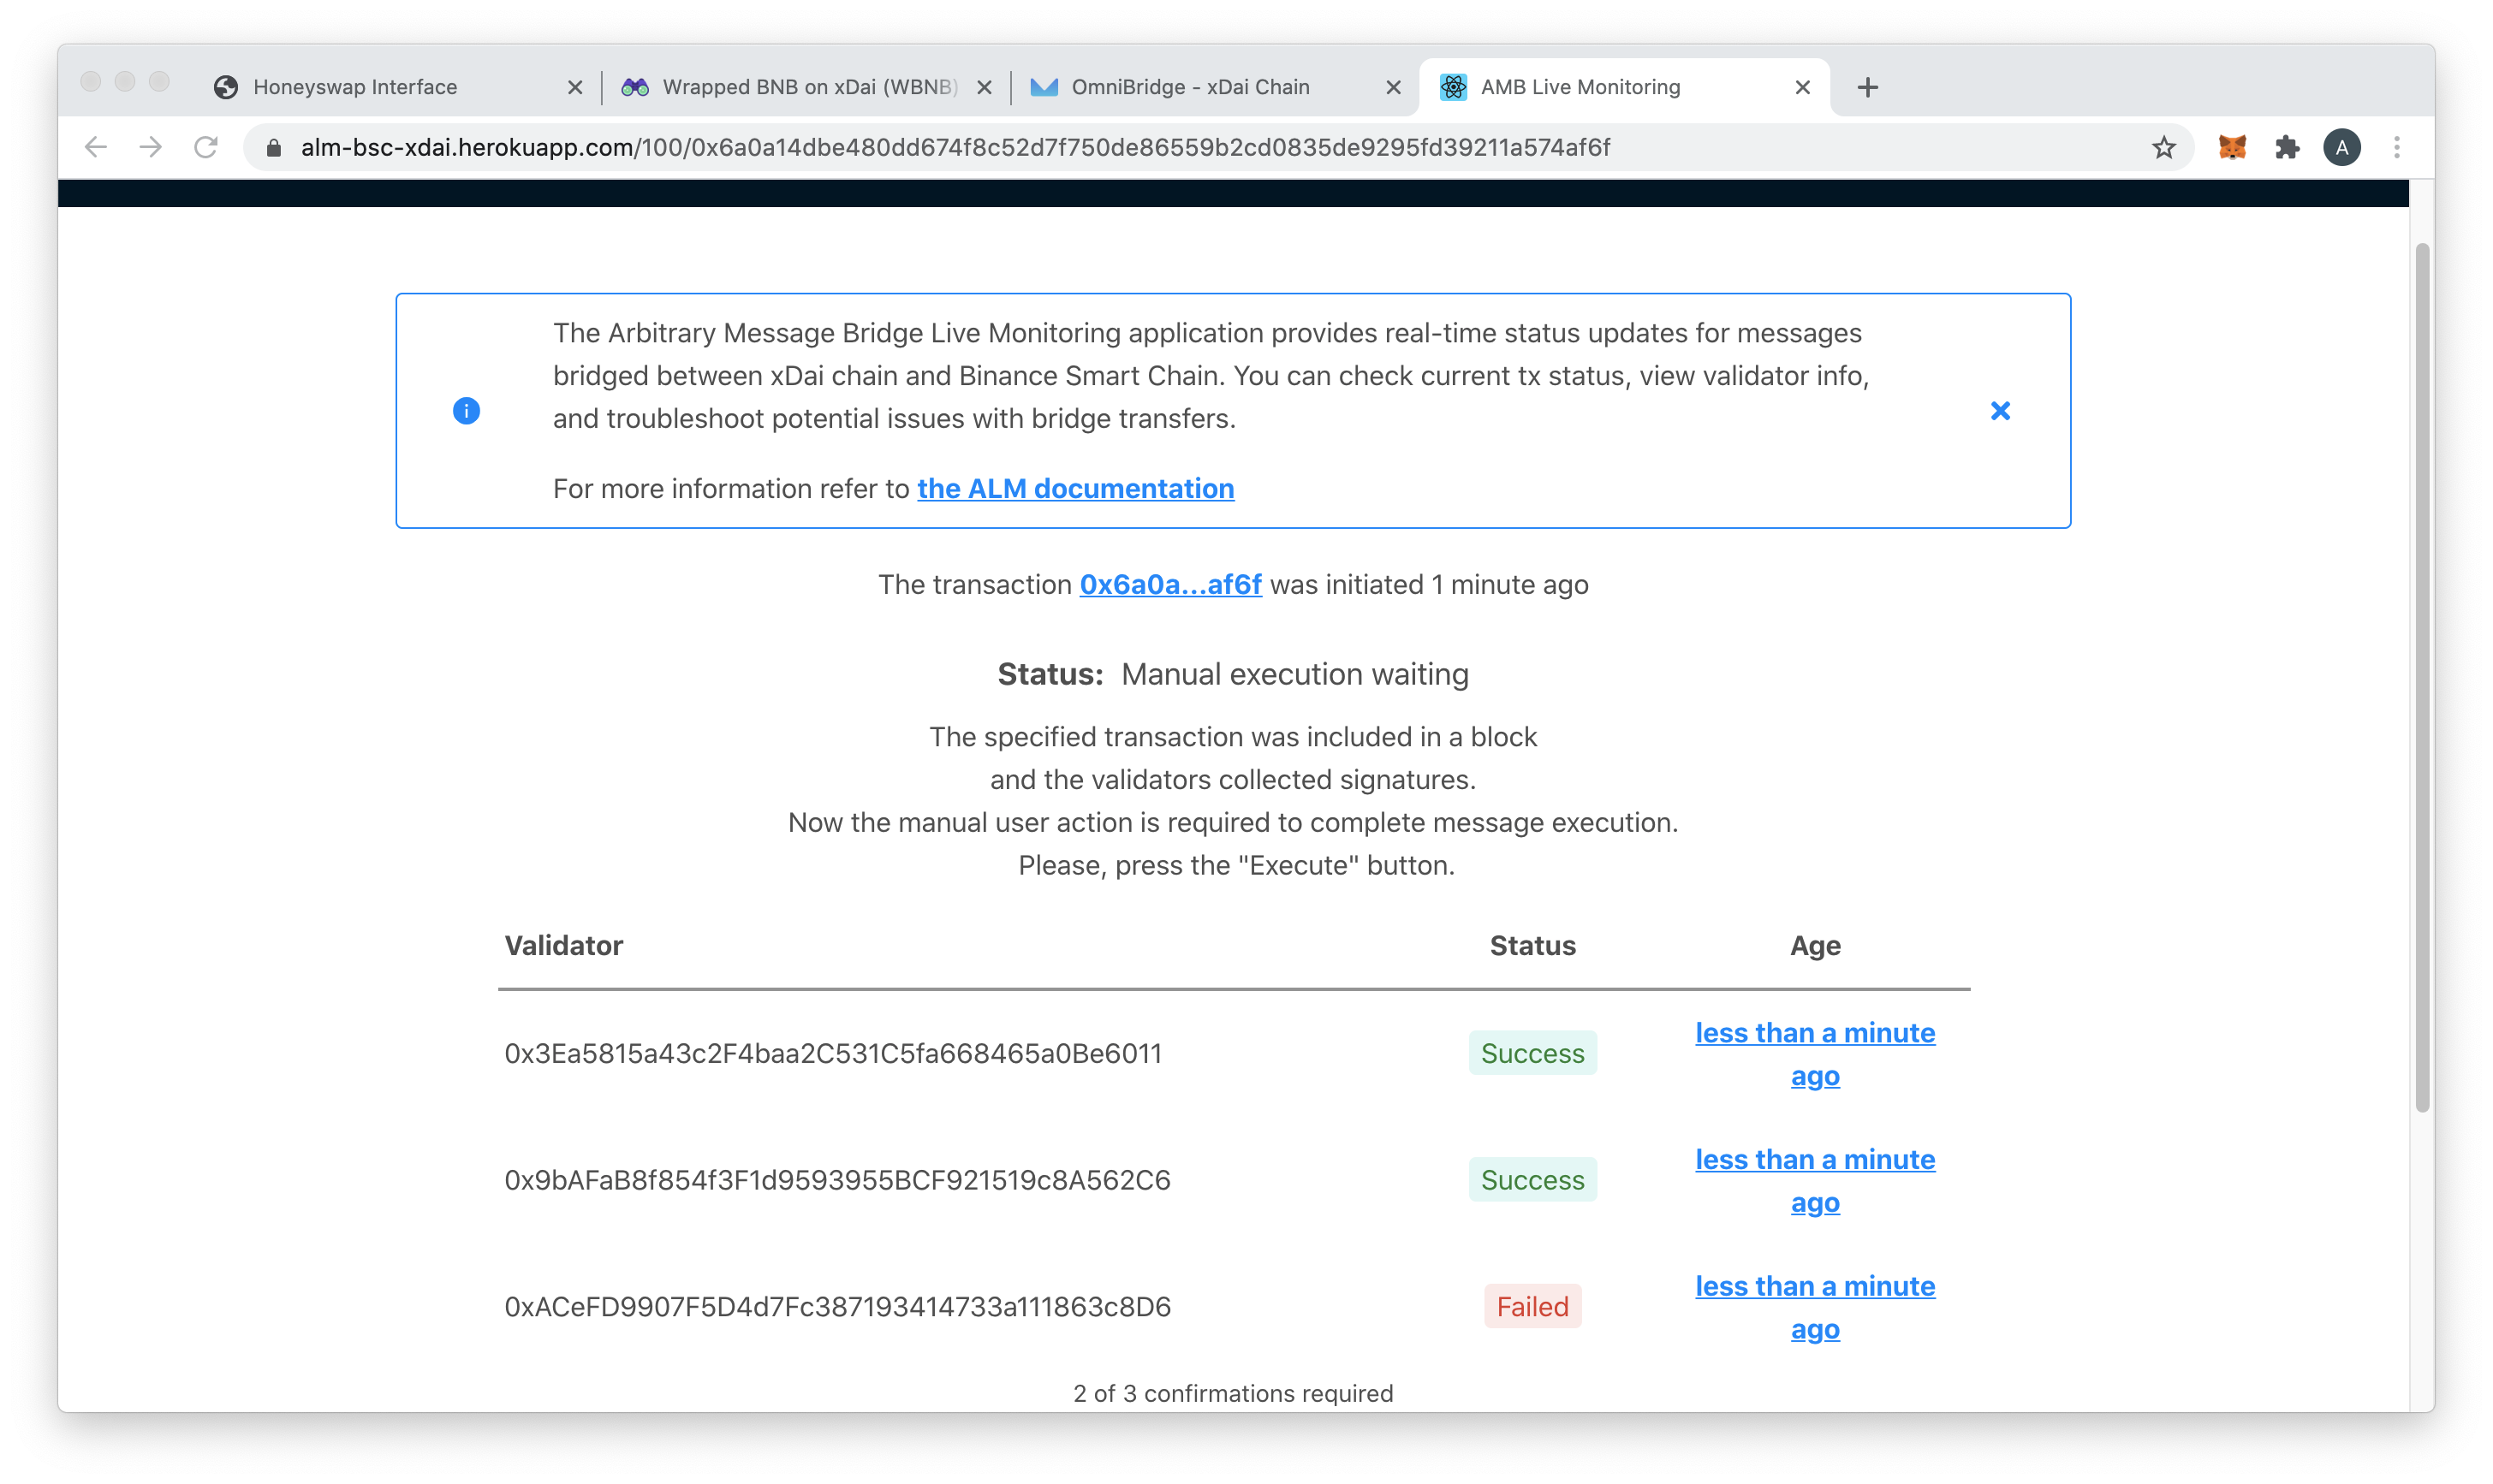 Honeyswap Interface
Wrapped BNB on xDai (WBNB)
OmniBridge - xDai Chain
AMB Live Monitoring
alm-bsc-xdai.herokuapp.com/100/0x6a0a14dbe480dd674f8c52d7f750de86559b2cd0835de9295fd39211a574af6f
A
The Arbitrary Message Bridge Live Monitoring application provides real-time status updates for messages
bridged between xDai chain and Binance Smart Chain. You can check current tx status, view validator info,
and troubleshoot potential issues with bridge transfers.
For more information refer to the ALM documentation
The transaction 0x6a0a...af6f was initiated 1 minute ago
Status: Manual execution waiting
The specified transaction was included in a block
and the validators collected signatures.
Now the manual user action is required to complete message execution.
Please, press the "Execute" button.
Validator Status Age
0x3Ea5815a43c2F4baa2C531C5fa668465a0Be6011 Success less than a minute
ago
0x9bAFaB8f854f3F1d9593955BCF921519c8A562C6 Success less than a minute
ago
0xACeFD9907F5D4d7Fc387193414733a111863c8D6 Failed less than a minute
ago
2 of 3 confirmations required